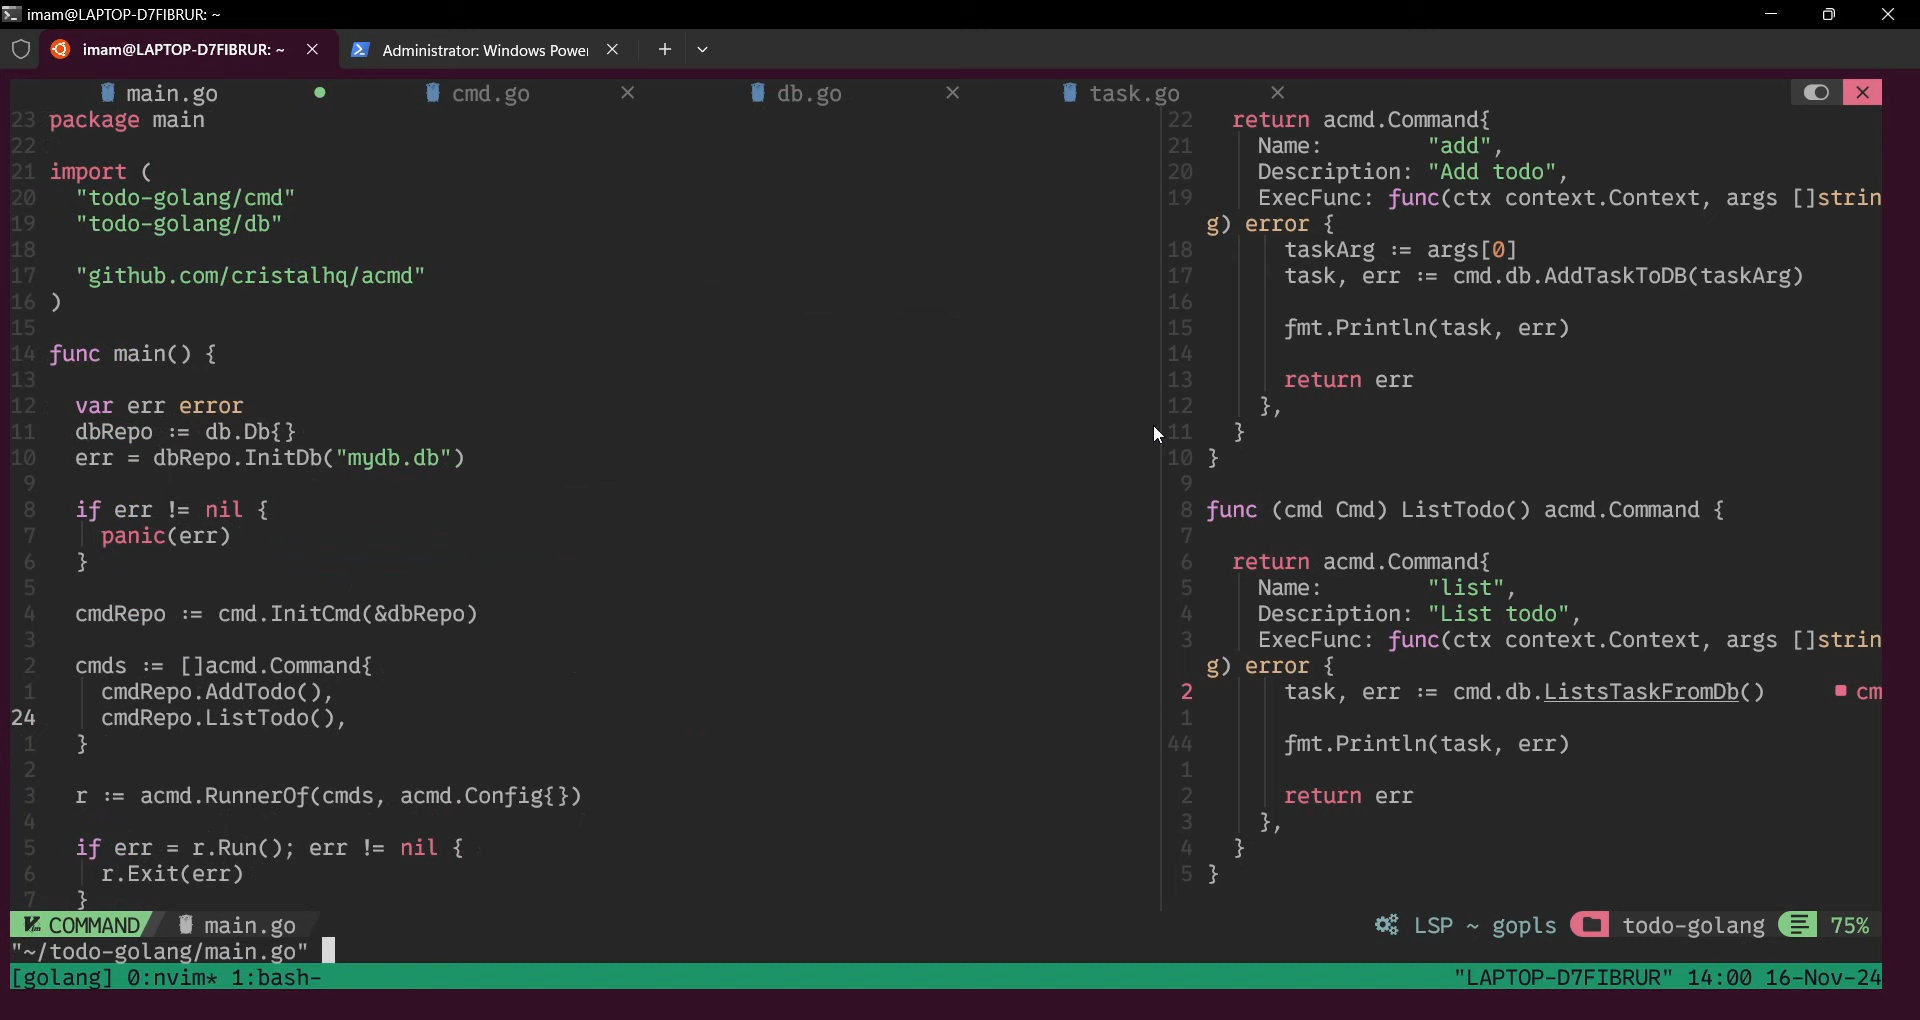 imam@LAPTOP-D7FIBRUR: ~
imam@LAPTOP-D7FIBRUR: ~
Administrator: Windows Power
main.go
cmd.go
db.go
task.go
23 package main
22
21 import (
20 "todo-golang/cmd"
19 "todo-golang/db"
18
17 "github.com/cristalhq/acmd"
16 )
15
14 func main() {
13
12 var err error
11 dbRepo := db.Db{}
10 err = dbRepo.InitDb("mydb.db")
9
8 if err != nil {
7 panic(err)
6 }
5
4 cmdRepo := cmd.InitCmd(&dbRepo)
3
2 cmds := []acmd.Command{
1 cmdRepo.AddTodo(),
24 cmdRepo.ListTodo(),
1 }
2
3 r := acmd.RunnerOf(cmds, acmd.Config{})
4
5 if err = r.Run(); err != nil {
6 r.Exit(err)
7 }
22 return acmd.Command{
21 Name: "add",
20 Description: "Add todo",
19 ExecFunc: func(ctx context.Context, args []strin
g) error {
18 taskArg := args[0]
17 task, err := cmd.db.AddTaskToDB(taskArg)
16
15 fmt.Println(task, err)
14
13 return err
12 },
11 }
10 }
9
8 func (cmd Cmd) ListTodo() acmd.Command {
7
6 return acmd.Command{
5 Name: "list",
4 Description: "List todo",
3 ExecFunc: func(ctx context.Context, args []strin
g) error {
2 task, err := cmd.db.ListsTaskFromDb() ■ cm
1
44 fmt.Println(task, err)
1
2 return err
3 },
4 }
5 }
COMMAND main.go
LSP ~ gopls todo-golang 75%
"~/todo-golang/main.go"
[golang] 0:nvim* 1:bash-
"LAPTOP-D7FIBRUR" 14:00 16-Nov-24